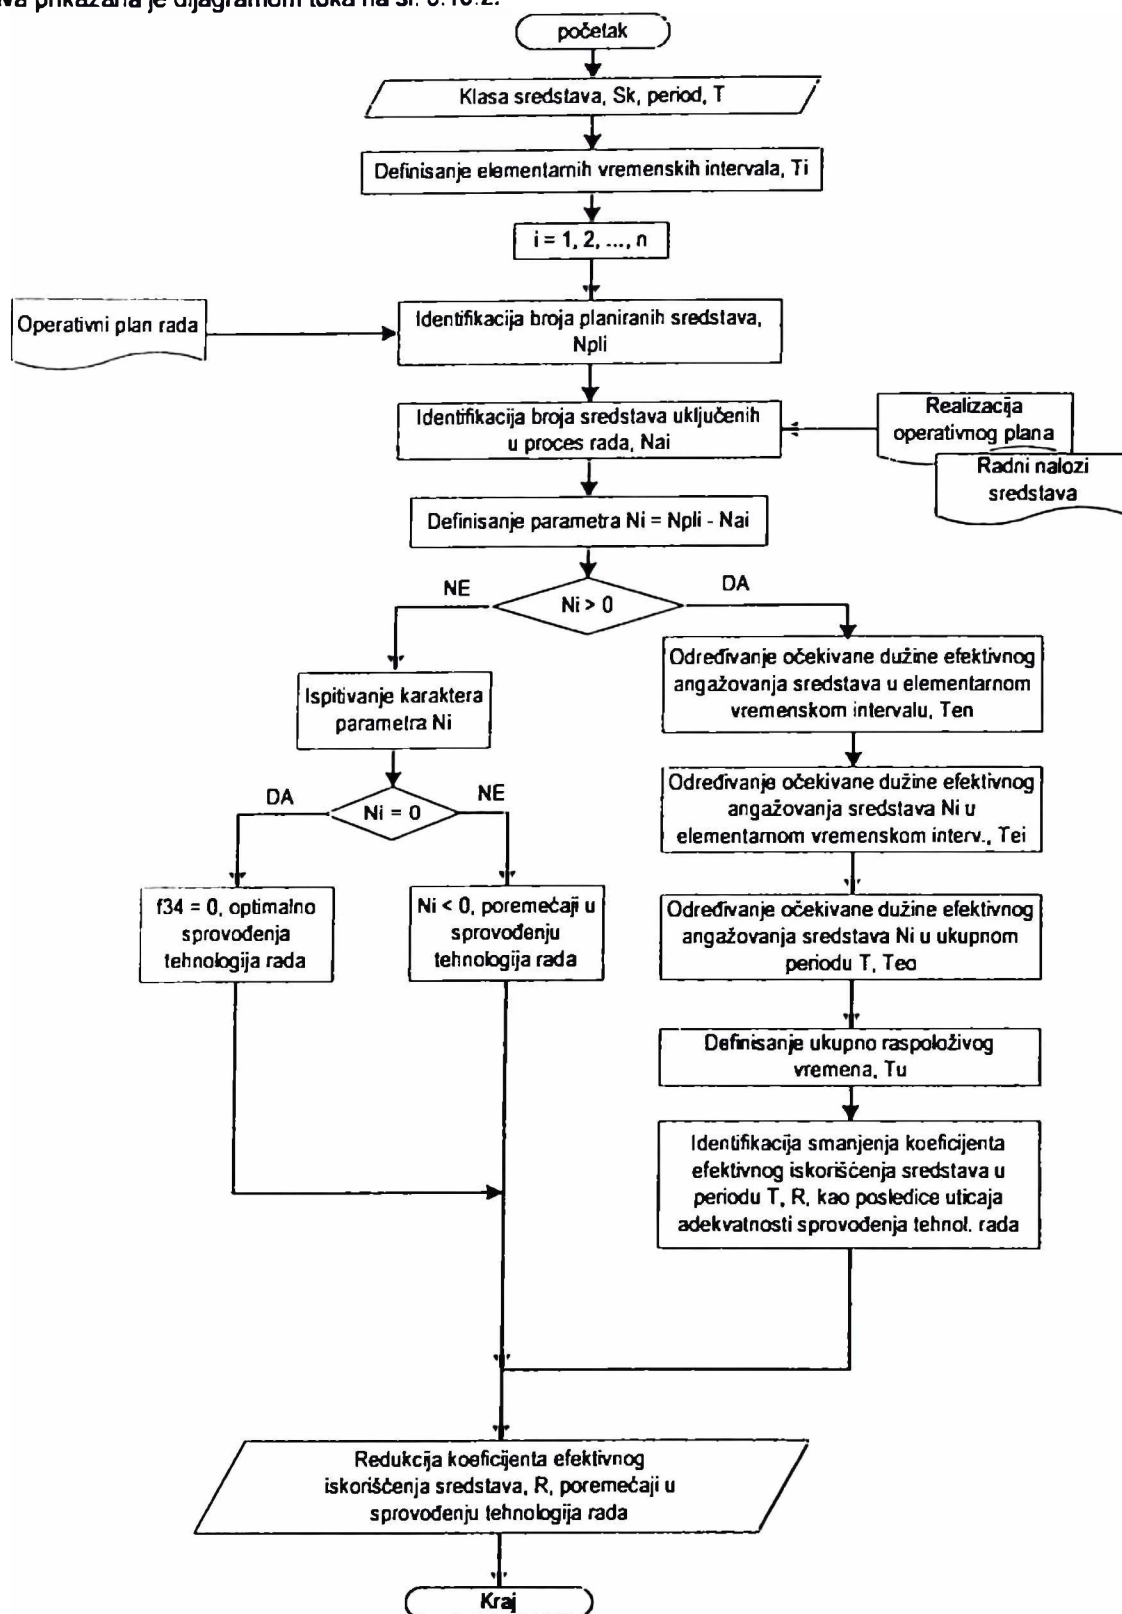 prikazana je dijagramom toka na sl.
početak
Klasa sredstava, Sk, period, T
Definisanje elementarnih vremenskih intervala, Ti
i = 1, 2, ..., n
Operativni plan rada
Identifikacija broja planiranih sredstava,
Npli
Identifikacija broja sredstava uključenih
u proces rada, Nai
Realizacija
operativnog plana
Radni nalozi
sredstava
Definisanje parametra Ni = Npli - Nai
NE
Ni > 0
DA
Ispitivanje karaktera
parametra Ni
Određivanje očekivane dužine efektivnog
angažovanja sredstava u elementarnom
vremenskom intervalu, Ten
DA
Ni = 0
NE
Određivanje očekivane dužine efektivnog
angažovanja sredstava Ni u
elementarnom vremenskom interv., Tei
f34 = 0, optimalno
sprovođenja
tehnologija rada
Ni < 0, poremećaji u
sprovođenju
tehnologija rada
Određivanje očekivane dužine efektivnog
angažovanja sredstava Ni u ukupnom
periodu T, Teo
Definisanje ukupno raspoloživog
vremena, Tu
Identifikacija smanjenja koeficijenta
efektivnog iskorišćenja sredstava u
periodu T, R, kao posledice uticaja
adekvatnosti sprovođenja tehnol. rada
Redukcija koeficijenta efektivnog
iskorišćenja sredstava, R, poremećaji u
sprovođenju tehnologija rada
Kraj